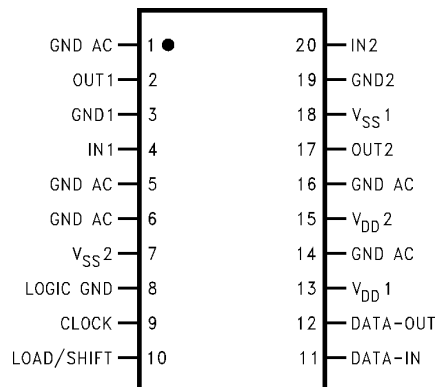 GND AC 1 20 IN2
OUT1 2 19 GND2
GND1 3 18 VSS1
IN1 4 17 OUT2
GND AC 5 16 GND AC
GND AC 6 15 VDD2
VSS2 7 14 GND AC
LOGIC GND 8 13 VDD1
CLOCK 9 12 DATA-OUT
LOAD/SHIFT 10 11 DATA-IN